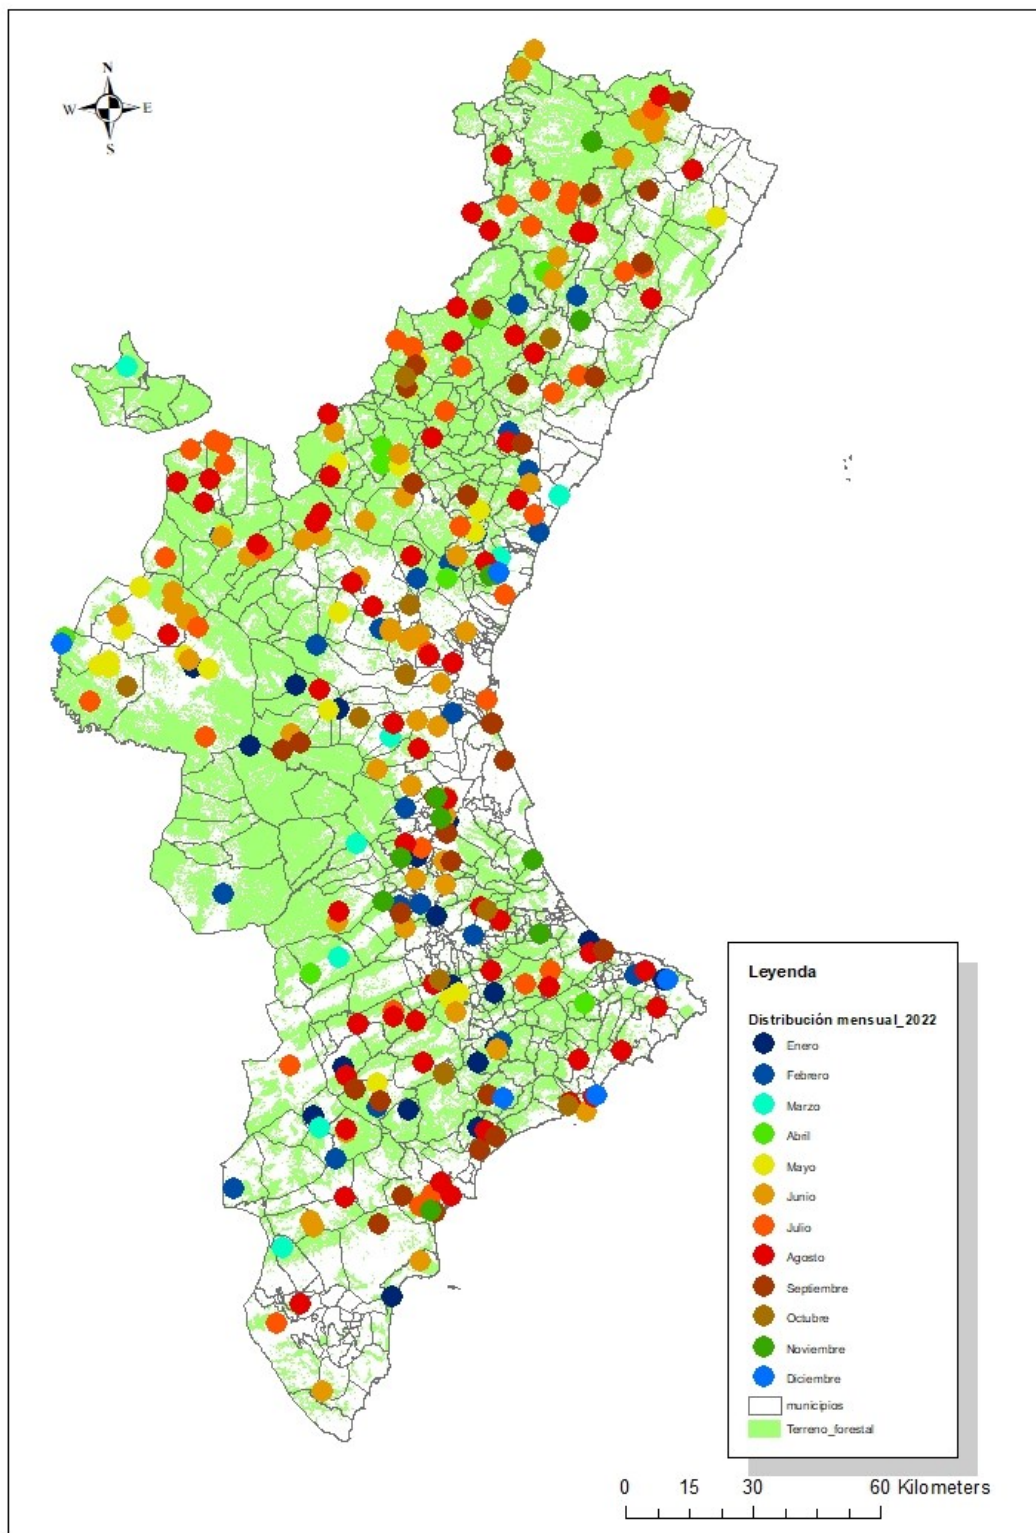 N
W E
S
Leyenda
Distribución mensual_2022
Enero
Febrero
Marzo
Abril
Mayo
Junio
Julio
Agosto
Septiembre
Octubre
Noviembre
Diciembre
municipios
Terreno_forestal
0 15 30 60 Kilometers